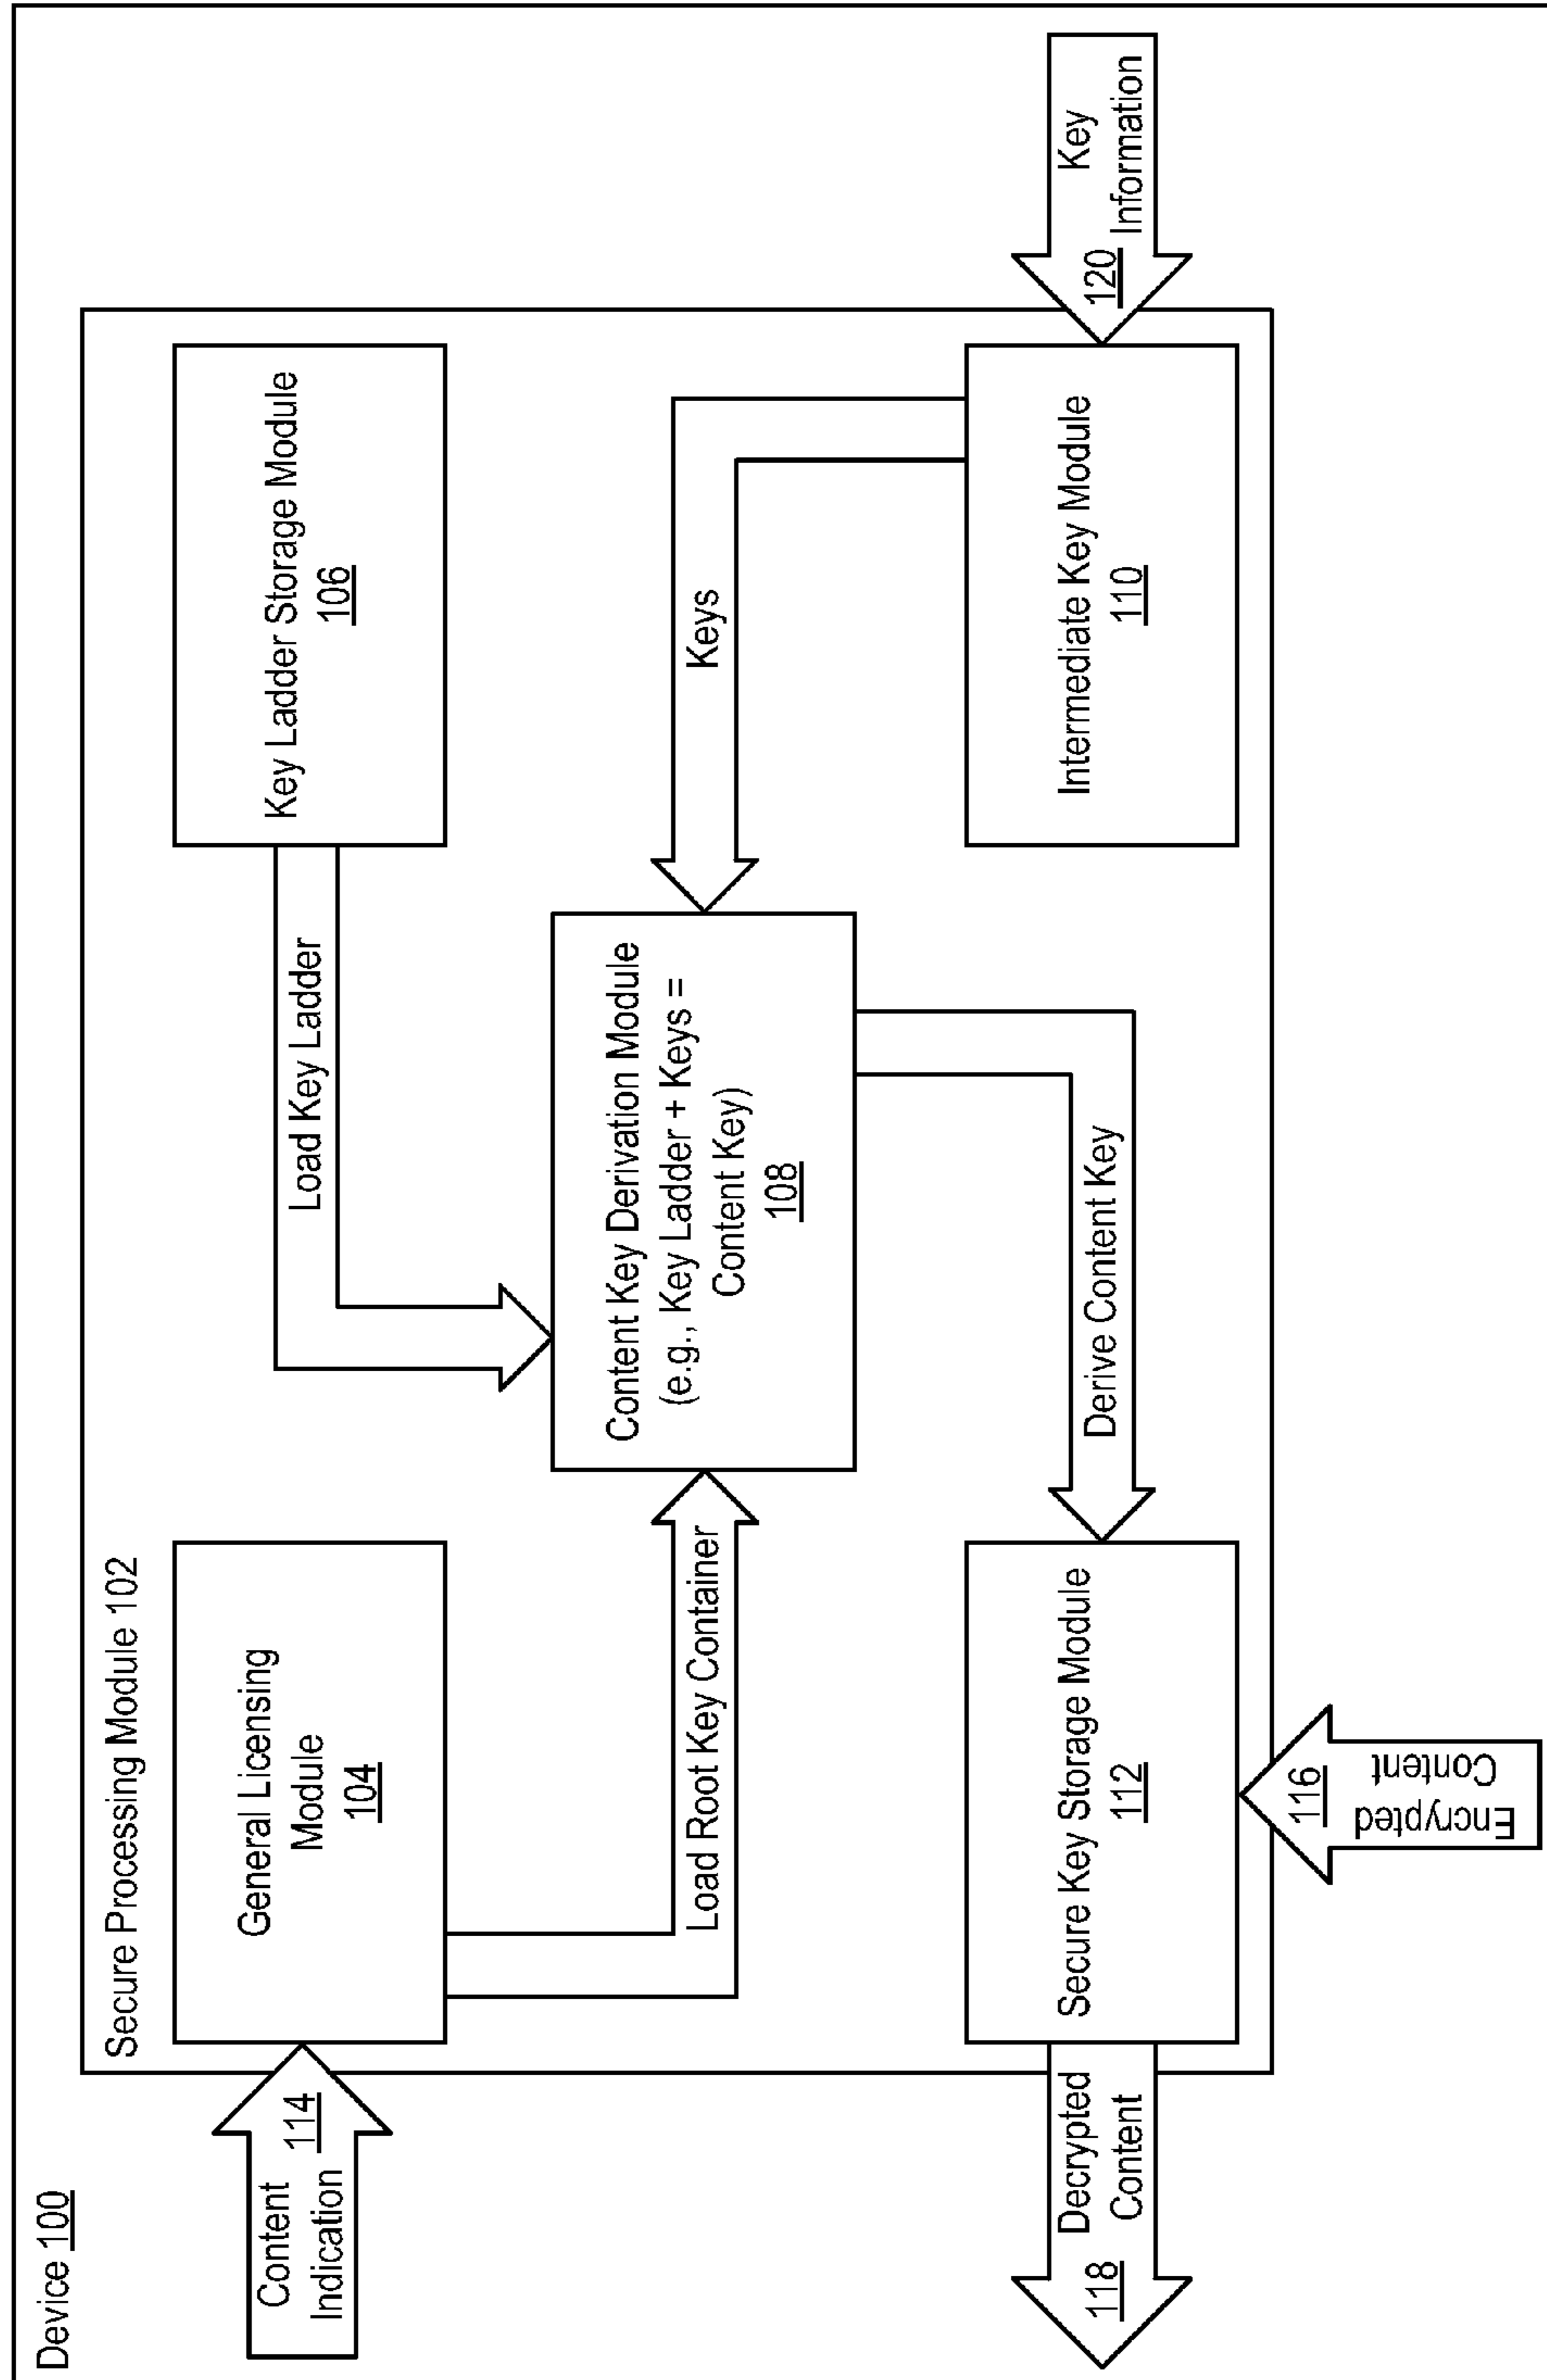 Device 100
Secure Processing Module 102
Content
Indication
114
General Licensing
Module
104
Load Key Ladder
Key Ladder Storage Module
106
Load Root Key Container
Content Key Derivation Module
(e.g., Key Ladder + Keys =
Content Key)
108
Keys
Decrypted
Content
118
Secure Key Storage Module
112
Derive Content Key
Intermediate Key Module
110
Key
Information
120
116
Encrypted
Content